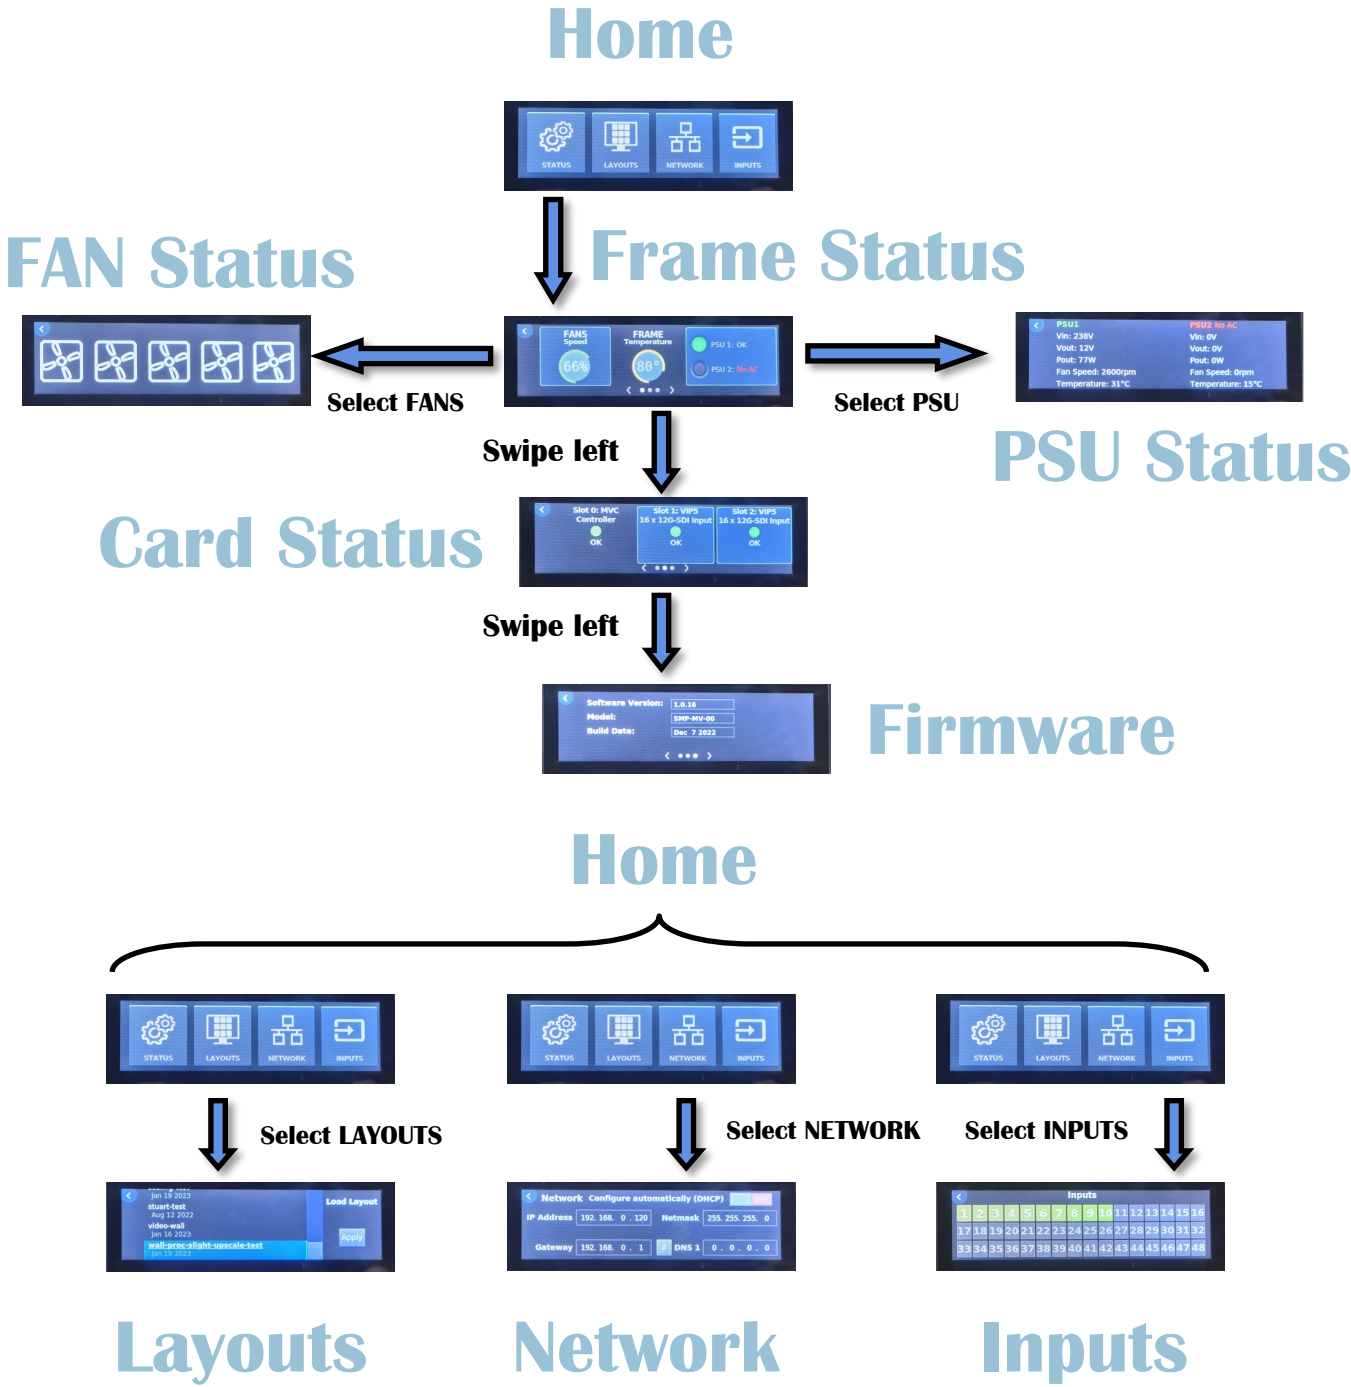 Home
STATUS LAYOUTS NETWORK INPUTS
Frame Status
FAN Status
FANS
Speed
66%
FRAME
Temperature
80°
PSU 1: OK
PSU 2: No AC
PSU1
Vin: 238V
Vout: 12V
Pout: 77W
Fan Speed: 2600rpm
Temperature: 31°C
PSU2 No AC
Vin: 0V
Vout: 0V
Pout: 0W
Fan Speed: 0rpm
Temperature: 15°C
Select FANS
Select PSU
PSU Status
Swipe left
Card Status
Slot 0: MVC
Controller
OK
Slot 1: VIP5
16 x 12G-SDI Input
OK
Slot 2: VIP5
16 x 12G-SDI Input
OK
Swipe left
Software Version: 1.0.16
Model: SMP-MV-00
Build Date: Dec 7 2022
Firmware
Home
STATUS LAYOUTS NETWORK INPUTS
STATUS LAYOUTS NETWORK INPUTS
STATUS LAYOUTS NETWORK INPUTS
Select LAYOUTS
Select NETWORK
Select INPUTS
Jan 19 2023
stuart-test
Aug 12 2022
video-wall
Jan 16 2023
wall-proc-slight-upscale-test
Jan 19 2023
Load Layout
Apply
Network Configure automatically (DHCP)
IP Address 192. 168. 0 . 120 Netmask 255. 255. 255. 0
Gateway 192. 168. 0 . 1 DNS 1 0 . 0 . 0 . 0
Inputs
1 2 3 4 5 6 7 8 9 10 11 12 13 14 15 16
17 18 19 20 21 22 23 24 25 26 27 28 29 30 31 32
33 34 35 36 37 38 39 40 41 42 43 44 45 46 47 48
Layouts
Network
Inputs